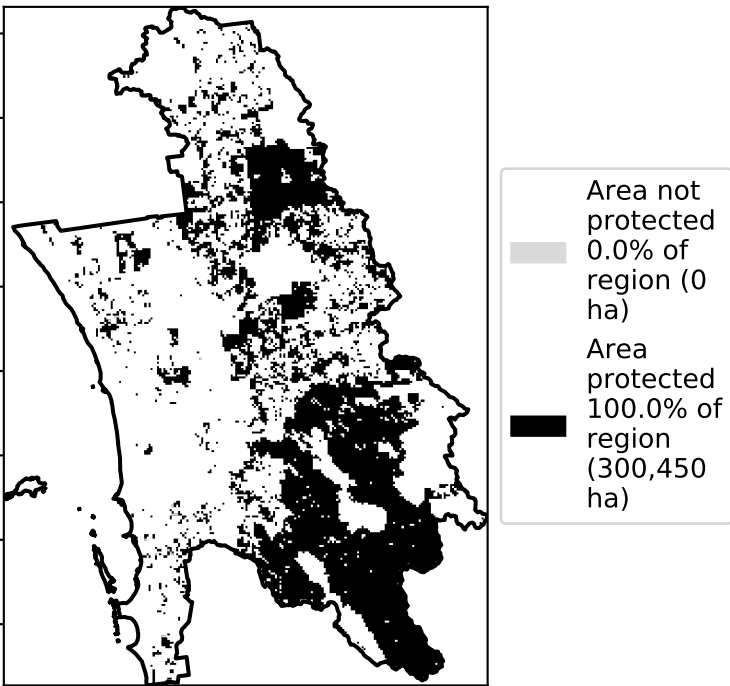 Area not
protected
0.0% of
region (0
ha)
Area
protected
100.0% of
region
(300,450
ha)